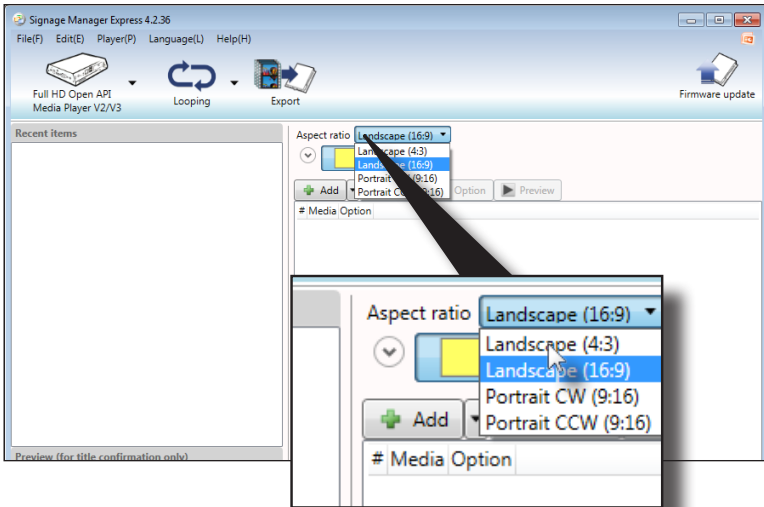 Signage Manager Express 4.2.36
File(F) Edit(E) Player(P) Language(L) Help(H)
Full HD Open API
Media Player V2/V3
Looping
Export
Firmware update
Recent items
Aspect ratio Landscape (16:9)
Landscape (4:3)
Landscape (16:9)
Portrait (9:16)
Portrait CCW (9:16)
Add Option Preview
# Media Option
Preview (for title confirmation only)
Aspect ratio Landscape (16:9)
Landscape (4:3)
Landscape (16:9)
Portrait CW (9:16)
Portrait CCW (9:16)
Add
# Media Option